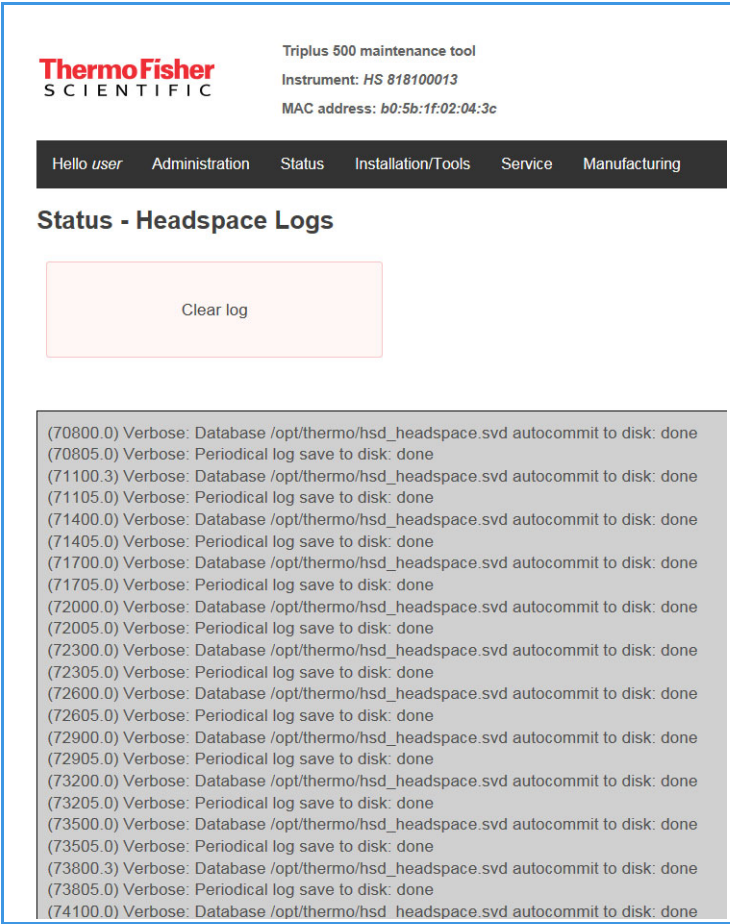 ThermoFisher
SCIENTIFIC
Triplus 500 maintenance tool
Instrument: HS 818100013
MAC address: b0:5b:1f:02:04:3c
Hello user Administration Status Installation/Tools Service Manufacturing
Status - Headspace Logs
Clear log
(70800.0) Verbose: Database /opt/thermo/hsd_headspace.svd autocommit to disk: done
(70805.0) Verbose: Periodical log save to disk: done
(71100.3) Verbose: Database /opt/thermo/hsd_headspace.svd autocommit to disk: done
(71105.0) Verbose: Periodical log save to disk: done
(71400.0) Verbose: Database /opt/thermo/hsd_headspace.svd autocommit to disk: done
(71405.0) Verbose: Periodical log save to disk: done
(71700.0) Verbose: Database /opt/thermo/hsd_headspace.svd autocommit to disk: done
(71705.0) Verbose: Periodical log save to disk: done
(72000.0) Verbose: Database /opt/thermo/hsd_headspace.svd autocommit to disk: done
(72005.0) Verbose: Periodical log save to disk: done
(72300.0) Verbose: Database /opt/thermo/hsd_headspace.svd autocommit to disk: done
(72305.0) Verbose: Periodical log save to disk: done
(72600.0) Verbose: Database /opt/thermo/hsd_headspace.svd autocommit to disk: done
(72605.0) Verbose: Periodical log save to disk: done
(72900.0) Verbose: Database /opt/thermo/hsd_headspace.svd autocommit to disk: done
(72905.0) Verbose: Periodical log save to disk: done
(73200.0) Verbose: Database /opt/thermo/hsd_headspace.svd autocommit to disk: done
(73205.0) Verbose: Periodical log save to disk: done
(73500.0) Verbose: Database /opt/thermo/hsd_headspace.svd autocommit to disk: done
(73505.0) Verbose: Periodical log save to disk: done
(73800.3) Verbose: Database /opt/thermo/hsd_headspace.svd autocommit to disk: done
(73805.0) Verbose: Periodical log save to disk: done
(74100.0) Verbose: Database /opt/thermo/hsd_headspace.svd autocommit to disk: done